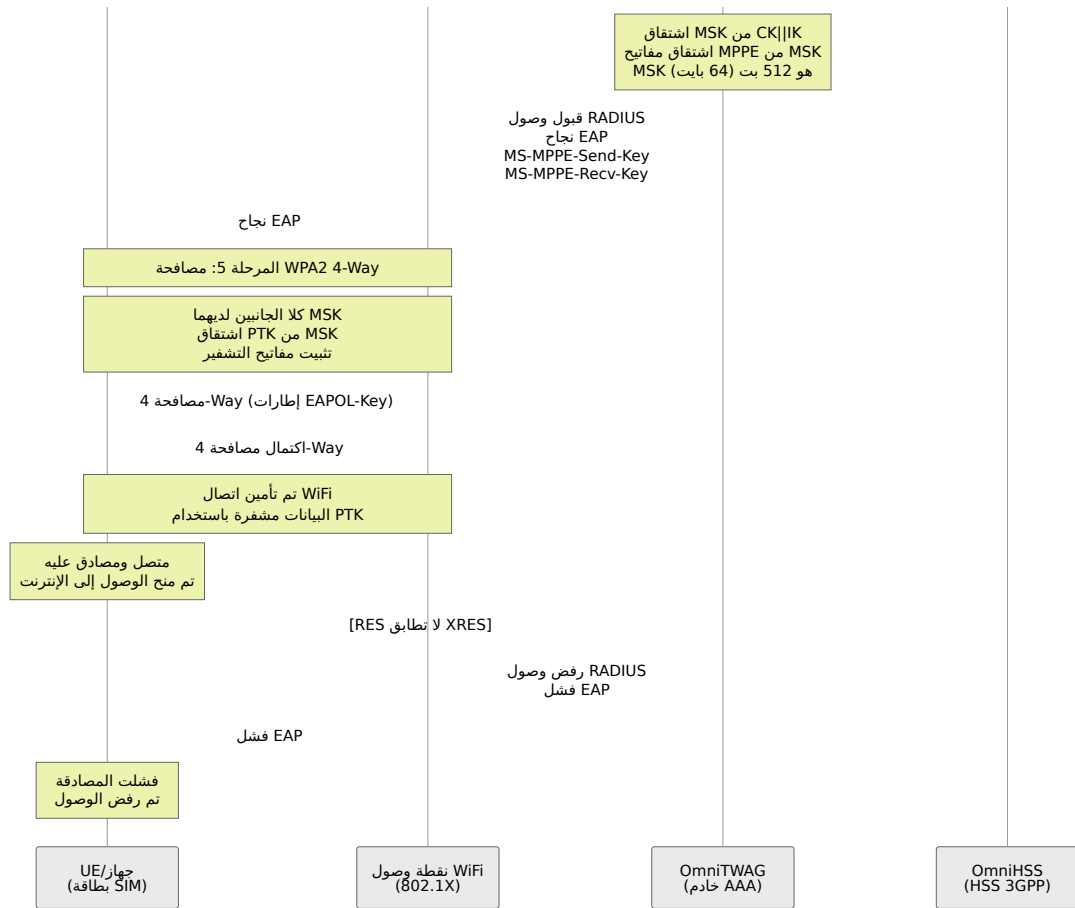 اشتقاق MSK من CK||IK
اشتقاق مفاتيح MPPE من MSK
MSK هو 512 بت (64 بايت)
قبول وصول RADIUS
نجاح EAP
MS-MPPE-Send-Key
MS-MPPE-Recv-Key
نجاح EAP
المرحلة 5: مصافحة WPA2 4-Way
كلا الجانبين لديهما MSK
اشتقاق PTK من MSK
تثبيت مفاتيح التشفير
مصافحة 4-Way (إطارات EAPOL-Key)
اكتمال مصافحة 4-Way
تم تأمين اتصال WiFi
البيانات مشفرة باستخدام PTK
متصل ومصادق عليه
تم منح الوصول إلى الإنترنت
[RES لا تطابق XRES]
رفض وصول RADIUS
فشل EAP
فشل EAP
فشلت المصادقة
تم رفض الوصول
جهاز/UE
(بطاقة SIM)
نقطة وصول WiFi
(802.1X)
OmniTWAG
(خادم AAA)
OmniHSS
(HSS 3GPP)